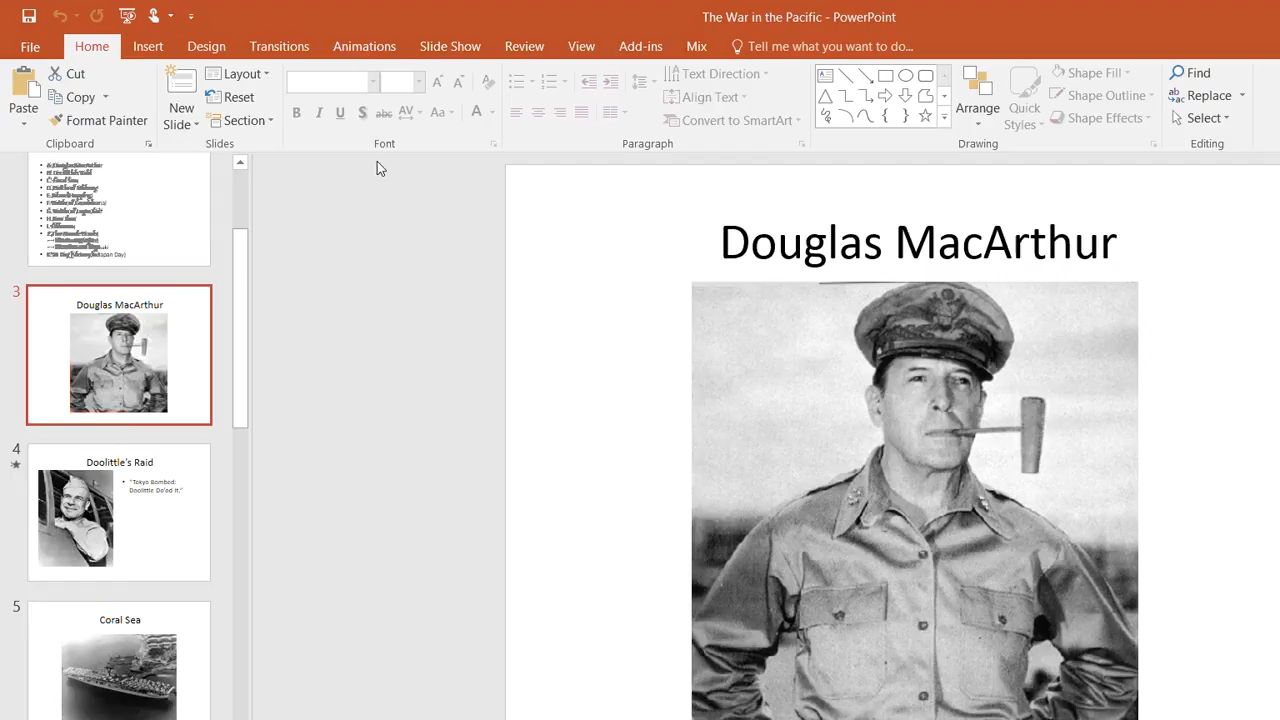 The War in the Pacific - PowerPoint
File Home Insert Design Transitions Animations Slide Show Review View Add-ins Mix Tell me what you want to do...
Paste
Cut
Copy
Format Painter
Clipboard
New
Slide
Layout
Reset
Section
Slides
B I U S abc AV Aa A
Font
Text Direction
Align Text
Convert to SmartArt
Paragraph
Arrange
Quick
Styles
Shape Fill
Shape Outline
Shape Effects
Drawing
Find
Replace
Select
Editing
3
Douglas MacArthur
4
Doolittle's Raid
• "Tokyo Bombed:
Doolittle Do'ad It."
5
Coral Sea
Douglas MacArthur